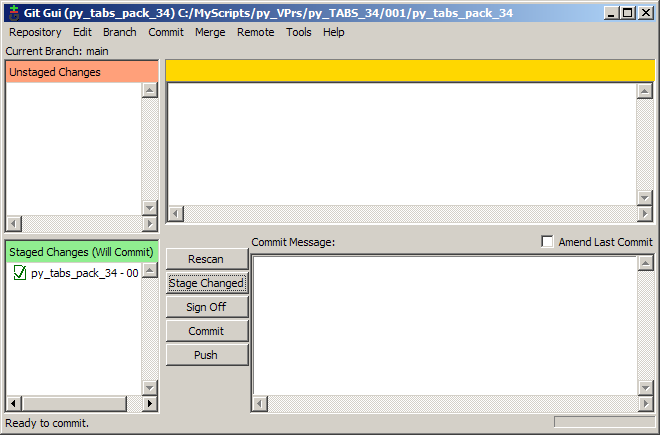 Git Gui (py_tabs_pack_34) C:/MyScripts/py_VPrs/py_TABS_34/001/py_tabs_pack_34
Repository Edit Branch Commit Merge Remote Tools Help
Current Branch: main
Unstaged Changes
Staged Changes (Will Commit)
py_tabs_pack_34 - 00
Rescan
Stage Changed
Sign Off
Commit
Push
Commit Message:
Amend Last Commit
Ready to commit.